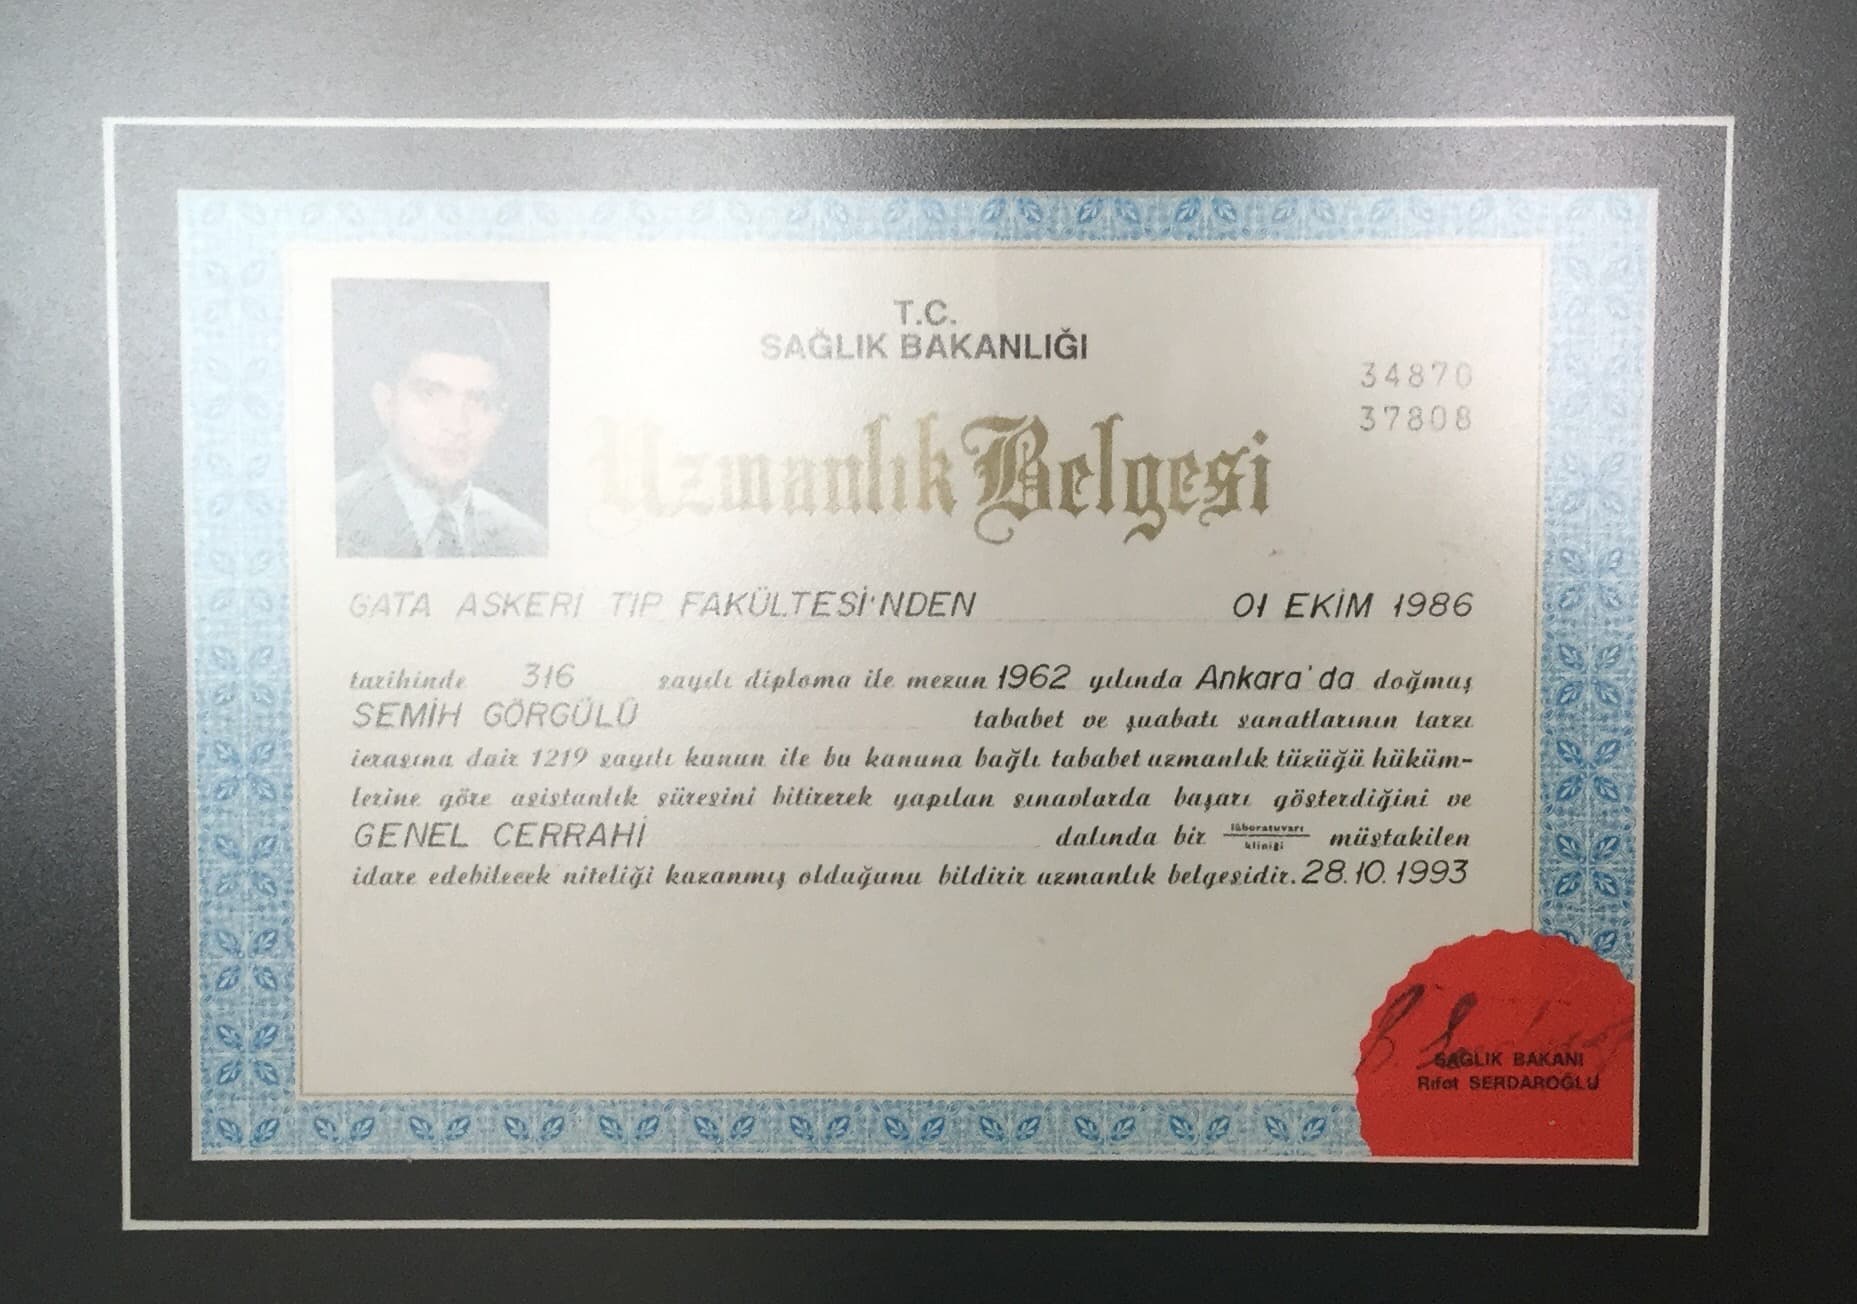 T.C.
SAĞLIK BAKANLIĞI
34870
37808
Uzmanlık Belgesi
GATA ASKERİ TIP FAKÜLTESİ'NDEN 01 EKİM 1986
tarihinde 316 sayılı diploma ile mezun 1962 yılında Ankara'da doğmuş
SEMİH GÖRGÜLÜ tababet ve şuabatı sanatlarının tarzı
icrasına dair 1219 sayılı kanun ile bu kanuna bağlı tababet uzmanlık tüzüğü hüküm-
lerine göre asistanlık süresini bitirerek yapılan sınavlarda başarı gösterdiğini ve
GENEL CERRAHİ dalında bir lâboratuvarı kliniği müstakilen
idare edebilecek niteliği kazanmış olduğunu bildirir uzmanlık belgesidir. 28.10.1993
SAĞLIK BAKANI
Rifat SERDAROĞLU